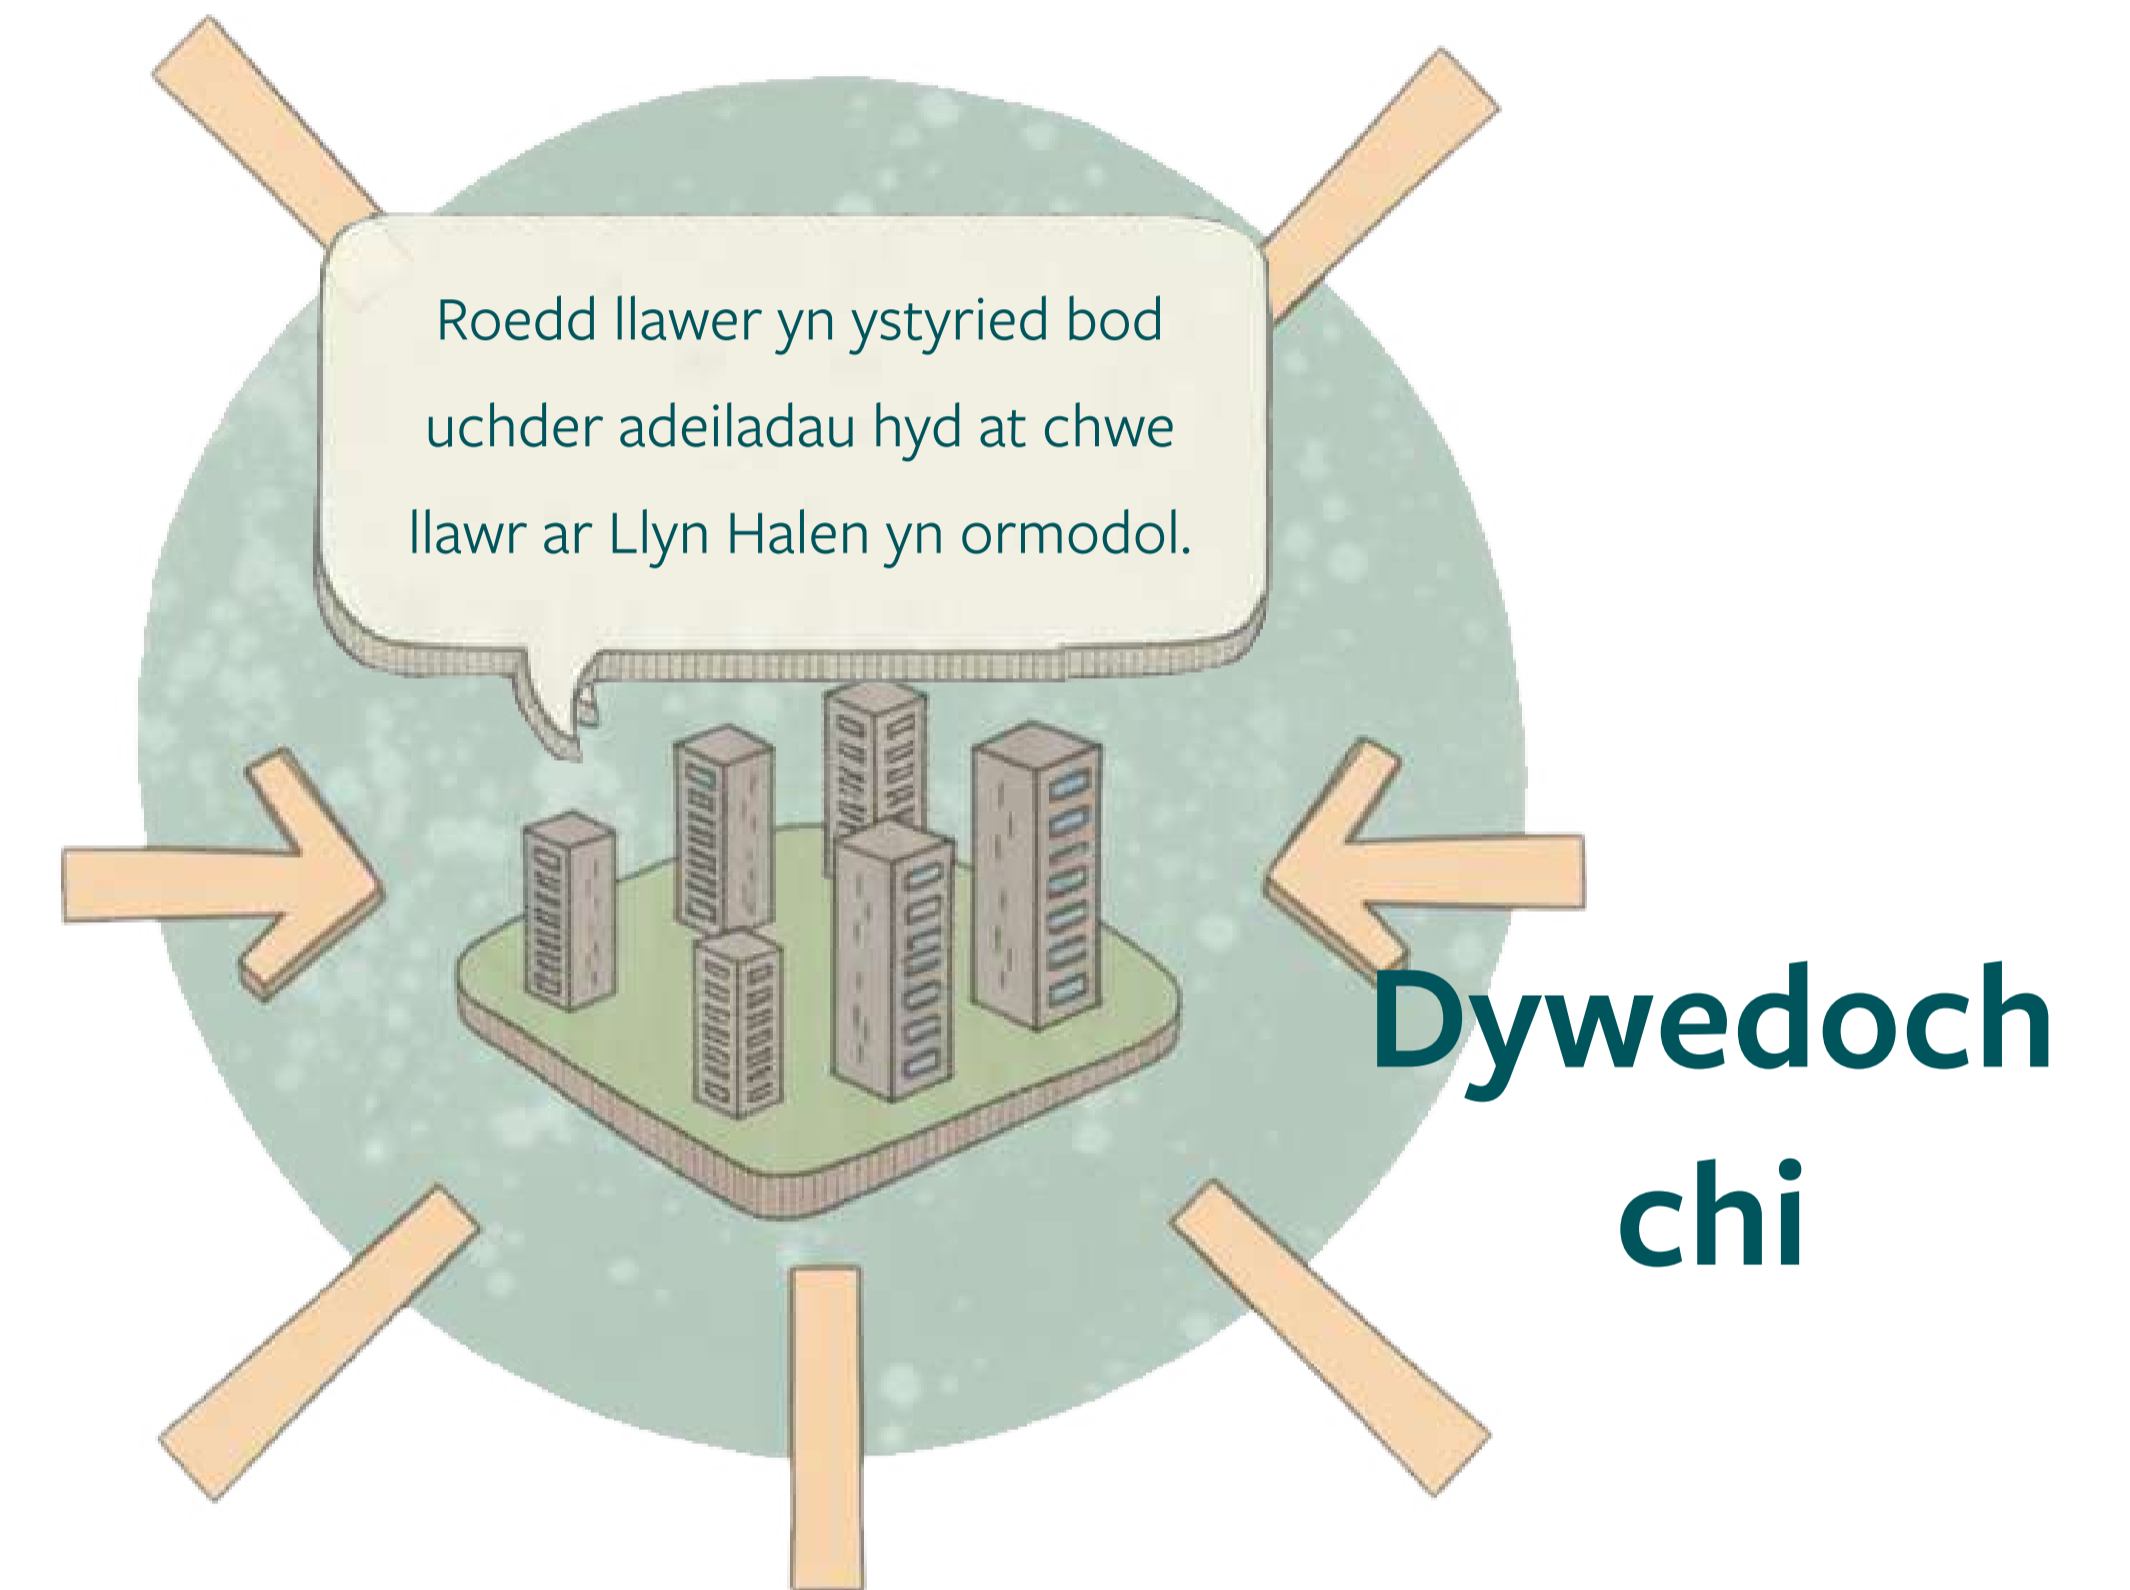 Roedd llawer yn ystyried bod
uchder adeiladau hyd at chwe
llawr ar Llyn Halen yn ormodol.
Dywedoch
chi